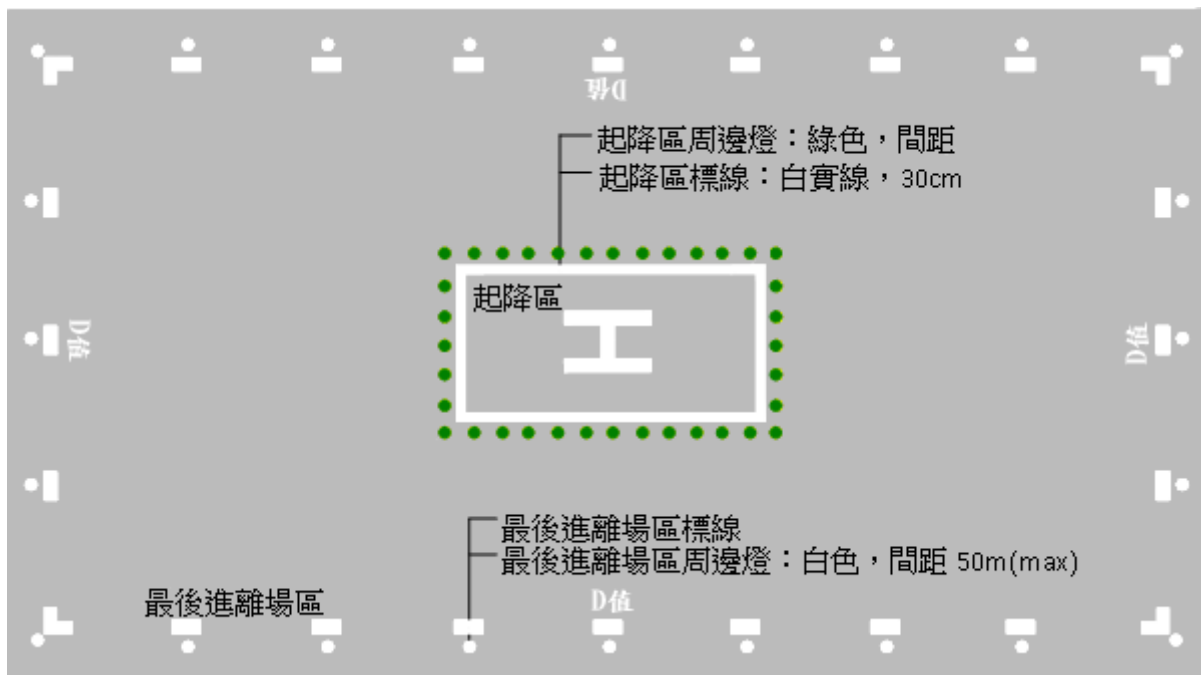 D值
起降區周邊燈：綠色，間距
起降區標線：白實線，30cm
起降區
H
D值
D值
最後進離場區標線
最後進離場區周邊燈：白色，間距 50m(max)
最後進離場區
D值